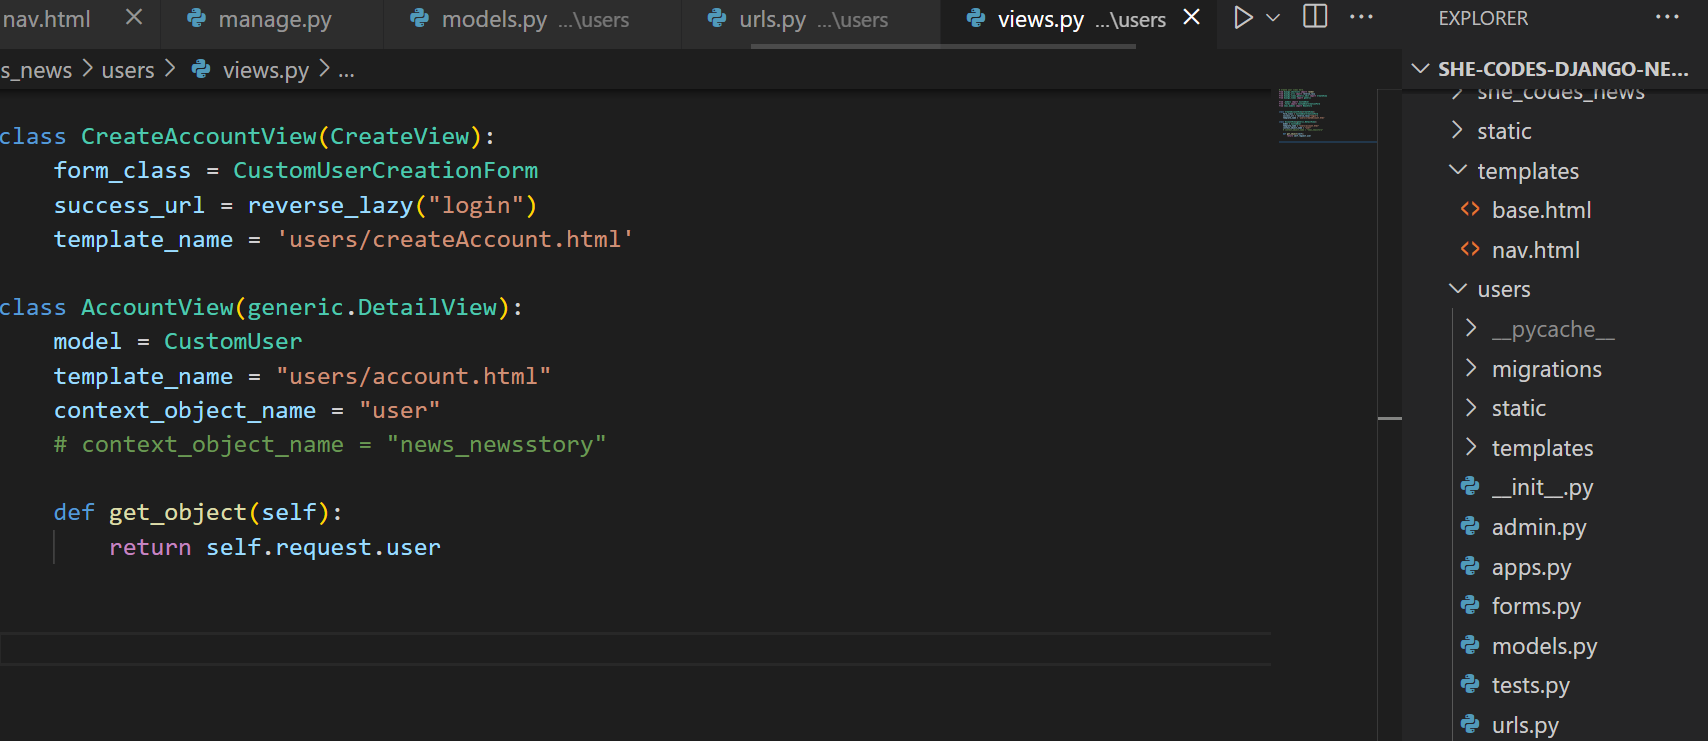 nav.html
manage.py
models.py ...\users
urls.py ...\users
views.py ...\users
s_news > users > views.py > ...
class CreateAccountView(CreateView):
form_class = CustomUserCreationForm
success_url = reverse_lazy("login")
template_name = 'users/createAccount.html'
class AccountView(generic.DetailView):
model = CustomUser
template_name = "users/account.html"
context_object_name = "user"
# context_object_name = "news_newsstory"
def get_object(self):
return self.request.user
EXPLORER
SHE-CODES-DJANGO-NE...
she_codes_news
static
templates
base.html
nav.html
users
__pycache__
migrations
static
templates
__init__.py
admin.py
apps.py
forms.py
models.py
tests.py
urls.py